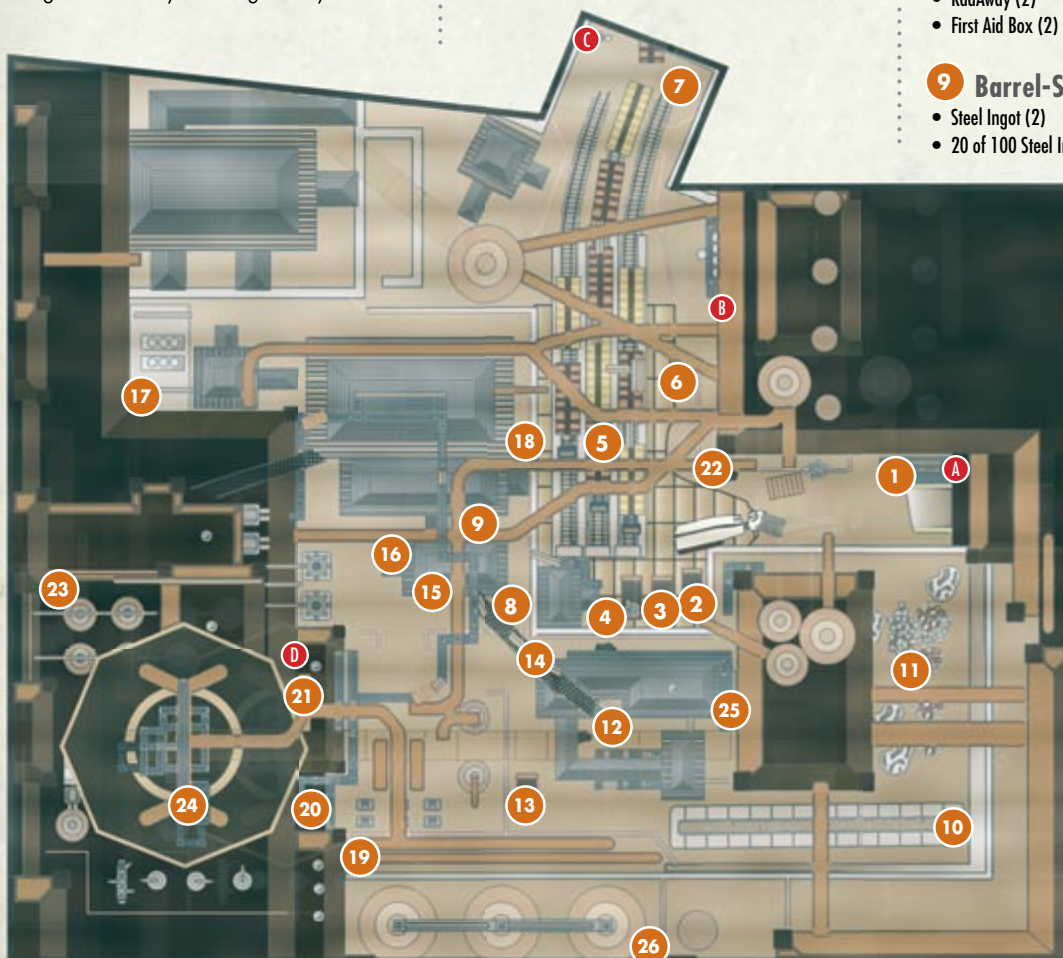 • RadAway (2)
• First Aid Box (2)
9 Barrel-S
• Steel Ingot (2)
• 20 of 100 Steel I
C
7
B
6
17
18
5
22
1
A
9
16
15
8
4
3
2
23
14
11
D
21
12
25
24
20
13
10
19
26